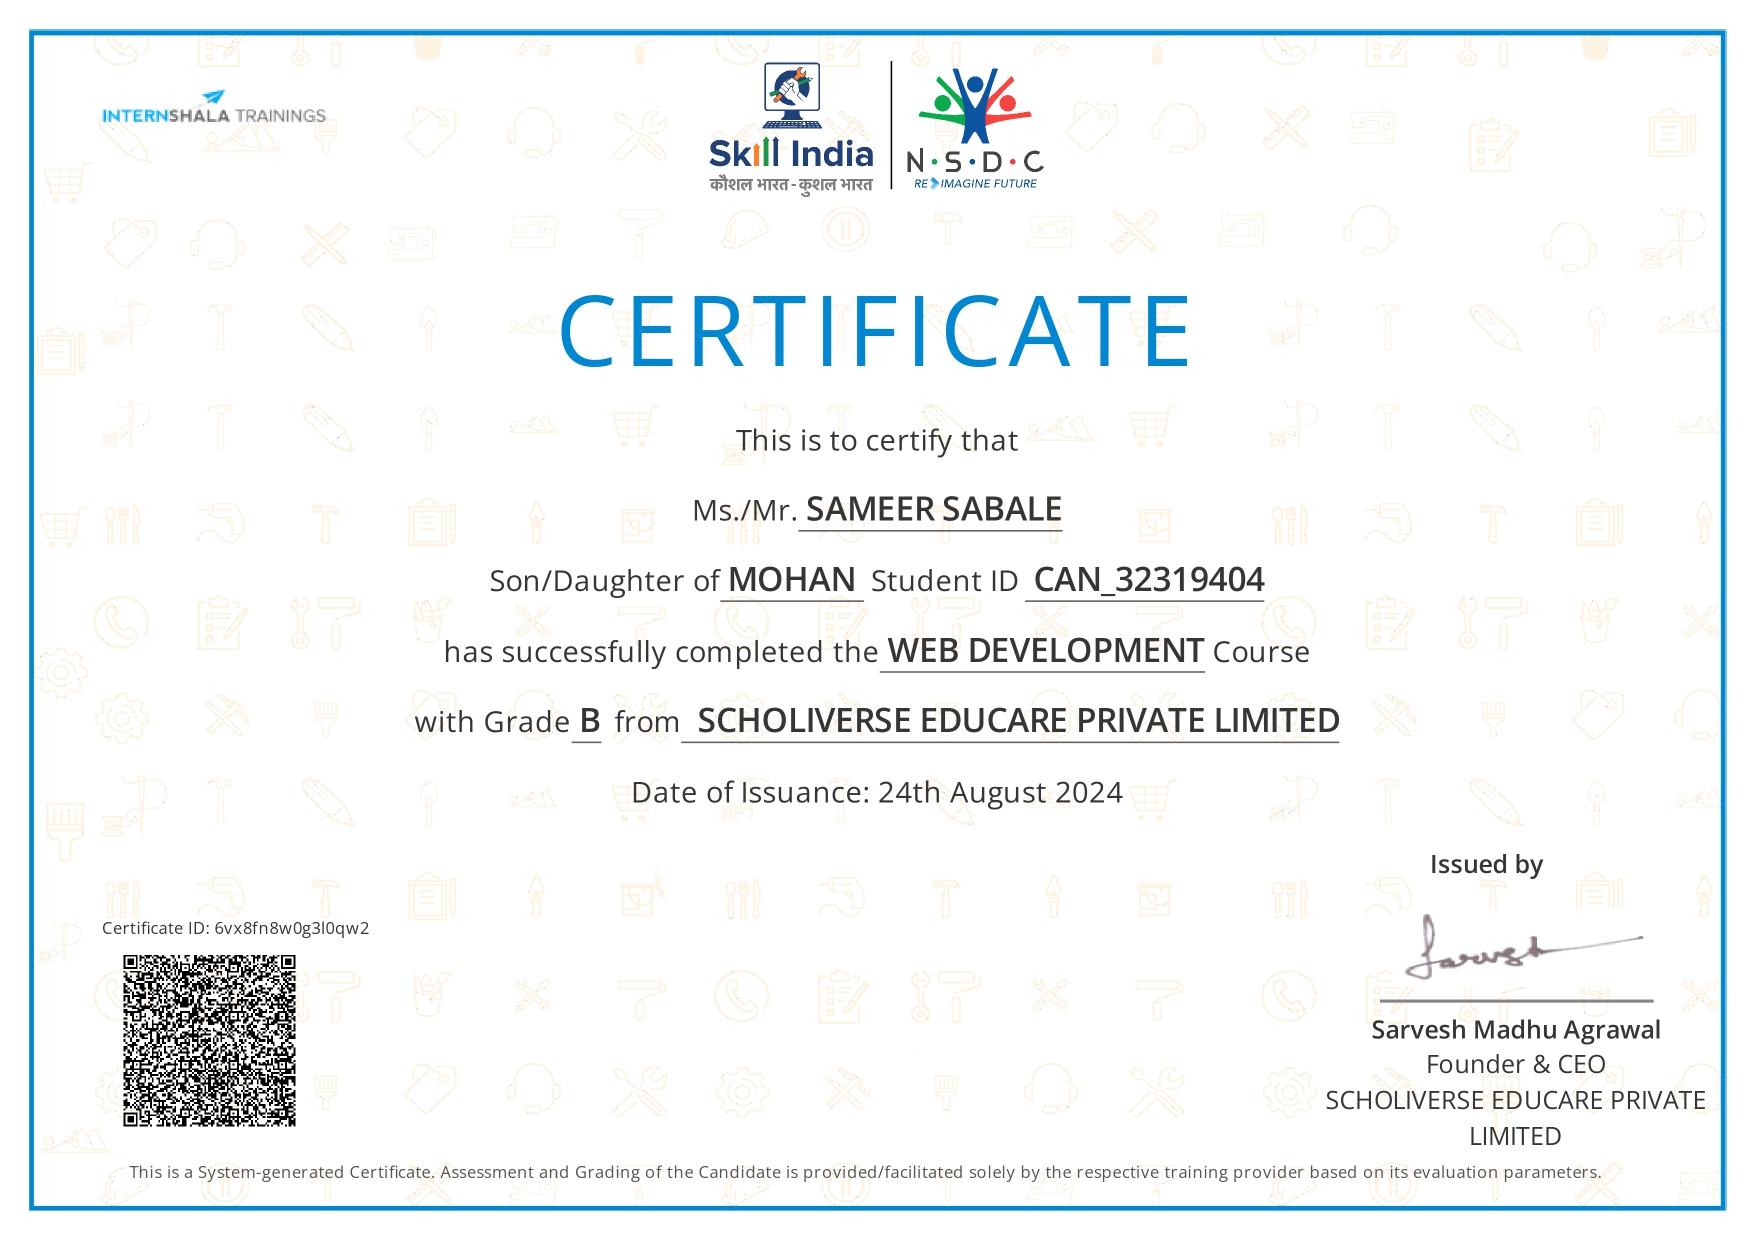 INTERNSHALA TRAININGS
Skill India
कौशल भारत - कुशल भारत
N·S·D·C
RE IMAGINE FUTURE
CERTIFICATE
This is to certify that
Ms./Mr. SAMEER SABALE
Son/Daughter of MOHAN Student ID CAN_32319404
has successfully completed the WEB DEVELOPMENT Course
with Grade B from SCHOLIVERSE EDUCARE PRIVATE LIMITED
Date of Issuance: 24th August 2024
Issued by
Certificate ID: 6vx8fn8w0g3l0qw2
Sarvesh
Sarvesh Madhu Agrawal
Founder & CEO
SCHOLIVERSE EDUCARE PRIVATE
LIMITED
This is a System-generated Certificate. Assessment and Grading of the Candidate is provided/facilitated solely by the respective training provider based on its evaluation parameters.